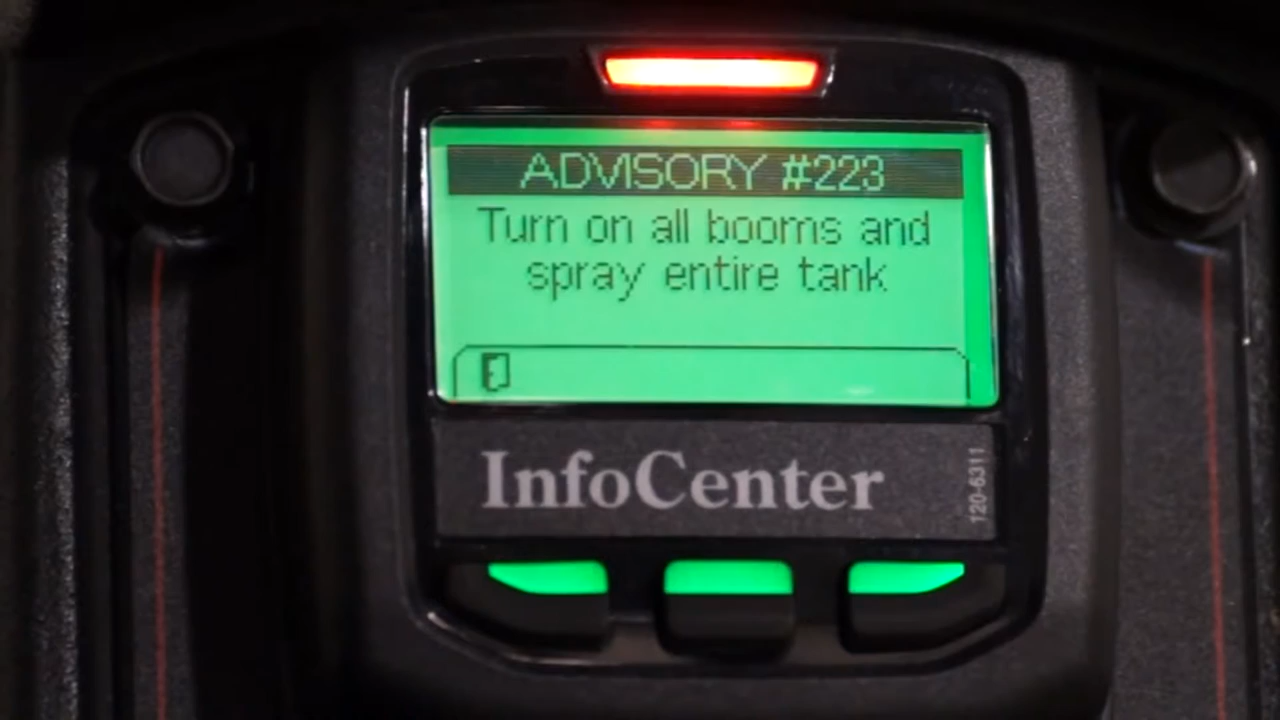 ADVISORY #223
Turn on all booms and
spray entire tank
InfoCenter
120-6311